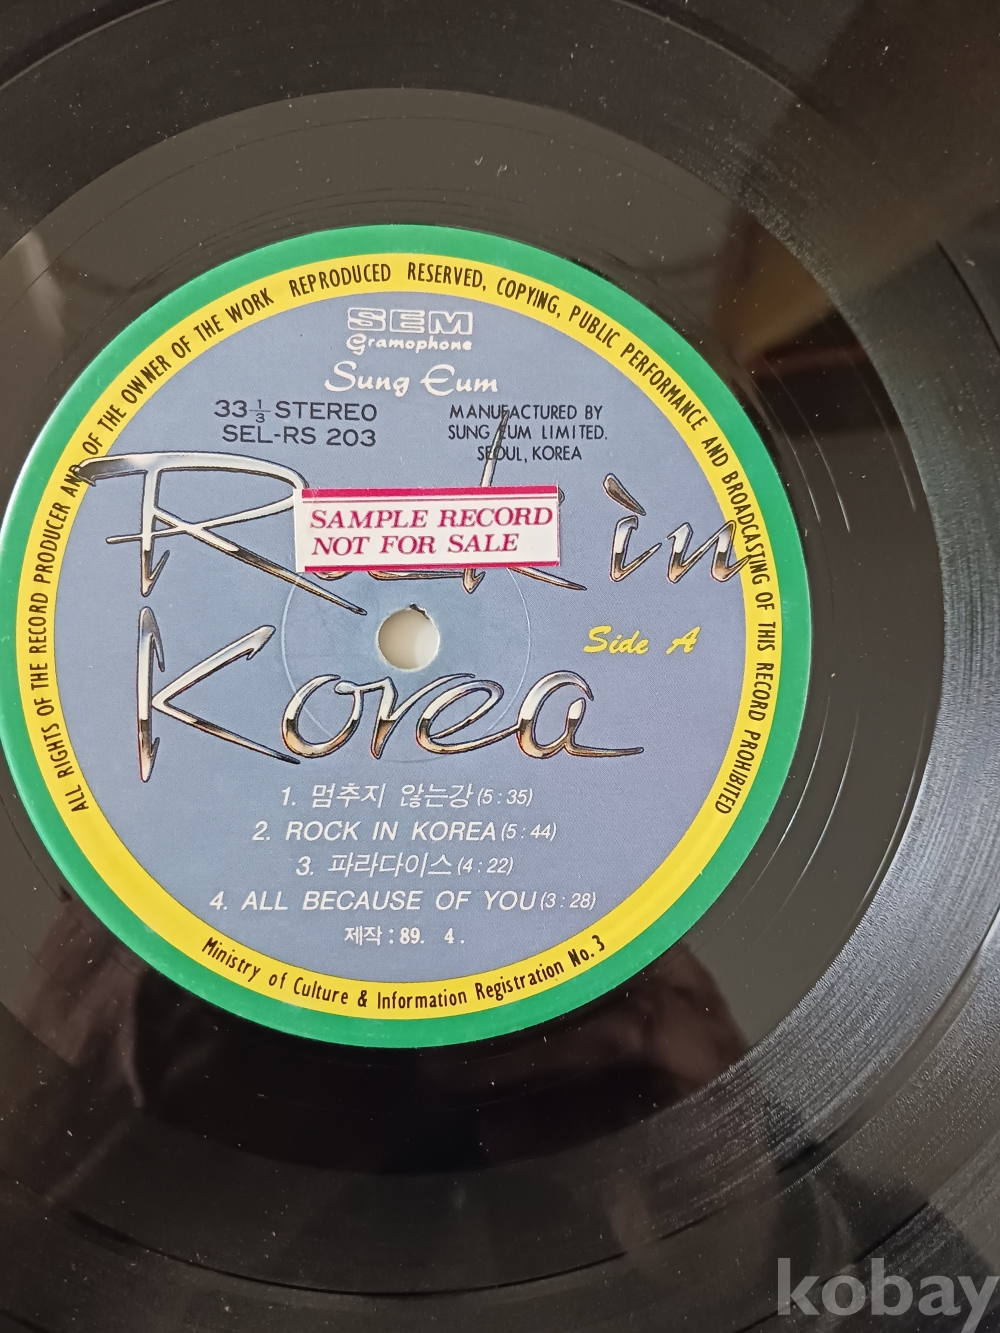 ALL RIGHTS OF THE RECORD PRODUCER AND OF THE OWNER OF THE WORK REPRODUCED RESERVED, COPYING, PUBLIC PERFORMANCE AND BROADCASTING OF THIS RECORD PROHIBITED
SEM
Gramophone
Sung Eum
33 1/3 STEREO
SEL-RS 203
MANUFACTURED BY
SUNG EUM LIMITED.
SEOUL, KOREA
Rock in
SAMPLE RECORD
NOT FOR SALE
Side A
Korea
1. 멈추지 않는강 (5 : 35)
2. ROCK IN KOREA (5 : 44)
3. 파라다이스 (4 : 22)
4. ALL BECAUSE OF YOU (3 : 28)
제작 : 89. 4 .
Ministry of Culture & Information Registration No. 3
kobay